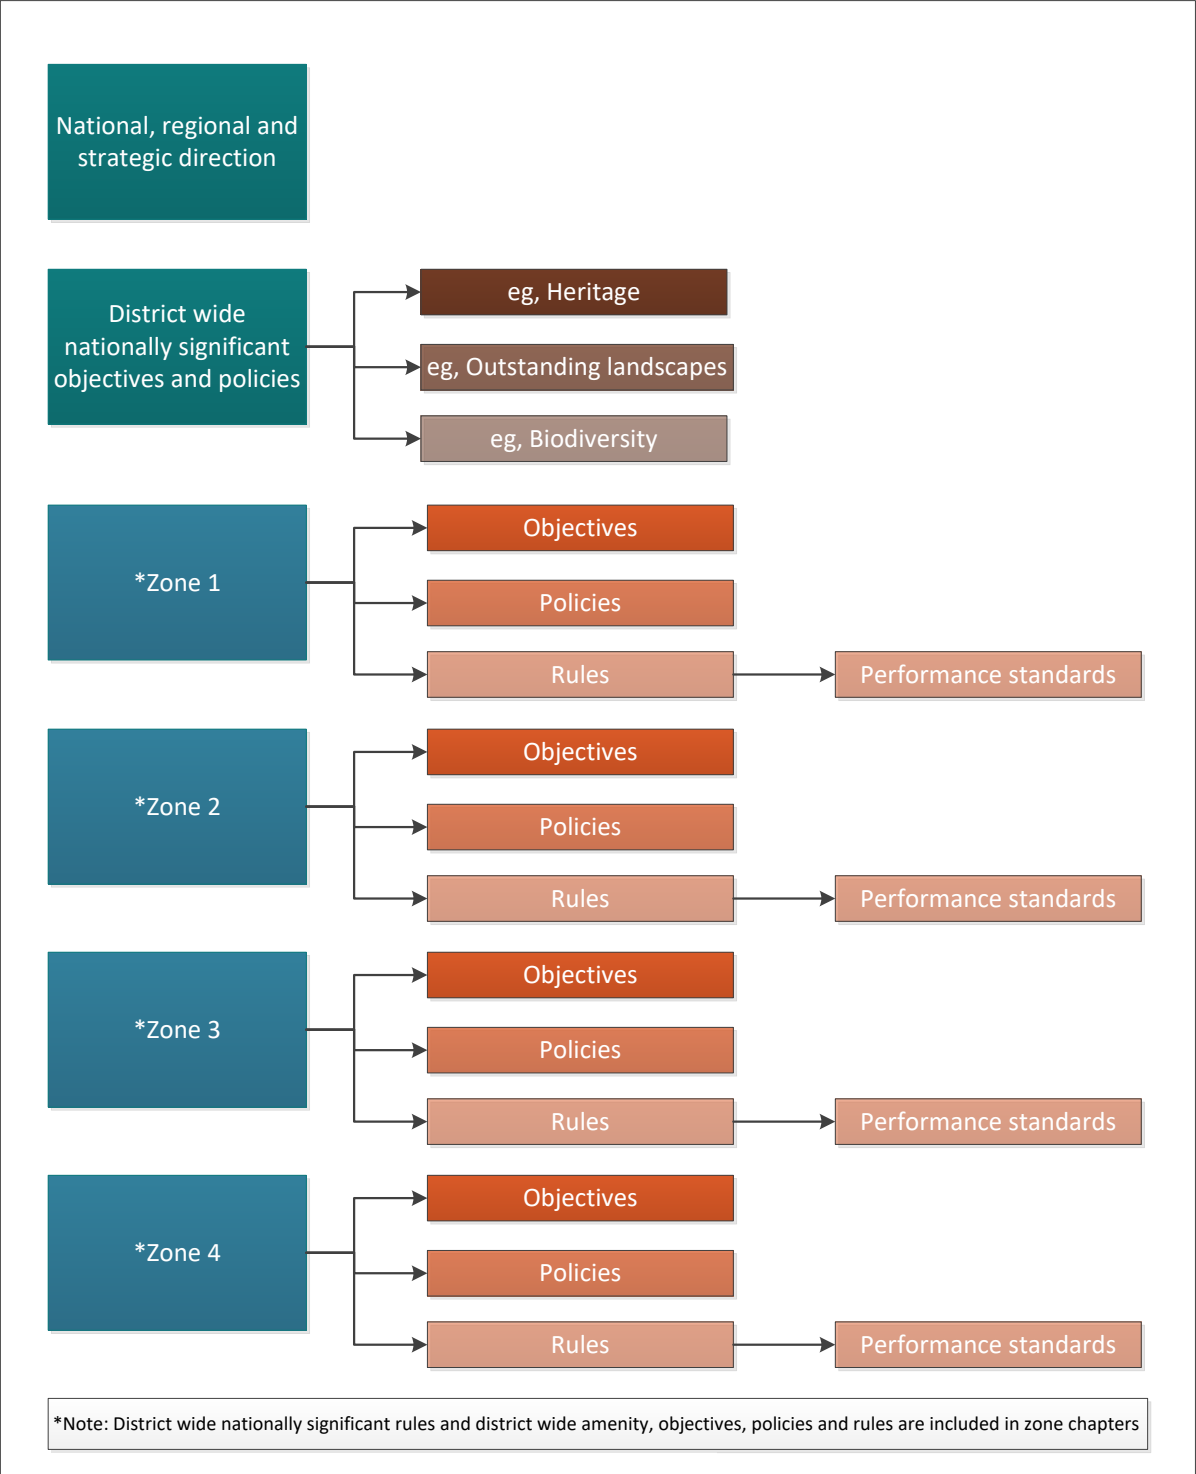 National, regional and
strategic direction
District wide
nationally significant
objectives and policies
eg, Heritage
eg, Outstanding landscapes
eg, Biodiversity
*Zone 1
Objectives
Policies
Rules
Performance standards
*Zone 2
Objectives
Policies
Rules
Performance standards
*Zone 3
Objectives
Policies
Rules
Performance standards
*Zone 4
Objectives
Policies
Rules
Performance standards
*Note: District wide nationally significant rules and district wide amenity, objectives, policies and rules are included in zone chapters